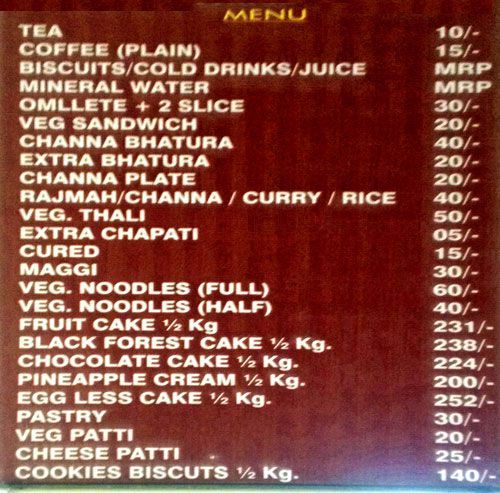 MENU
TEA 10/-
COFFEE (PLAIN) 15/-
BISCUITS/COLD DRINKS/JUICE MRP
MINERAL WATER MRP
OMLLETE + 2 SLICE 30/-
VEG SANDWICH 20/-
CHANNA BHATURA 40/-
EXTRA BHATURA 20/-
CHANNA PLATE 20/-
RAJMAH/CHANNA / CURRY / RICE 40/-
VEG. THALI 50/-
EXTRA CHAPATI 05/-
CURED 15/-
MAGGI 30/-
VEG. NOODLES (FULL) 60/-
VEG. NOODLES (HALF) 40/-
FRUIT CAKE ½ Kg 231/-
BLACK FOREST CAKE ½ Kg. 238/-
CHOCOLATE CAKE ½ Kg. 224/-
PINEAPPLE CREAM ½ Kg. 200/-
EGG LESS CAKE ½ Kg. 252/-
PASTRY 30/-
VEG PATTI 20/-
CHEESE PATTI 25/-
COOKIES BISCUTS ½ Kg. 140/-